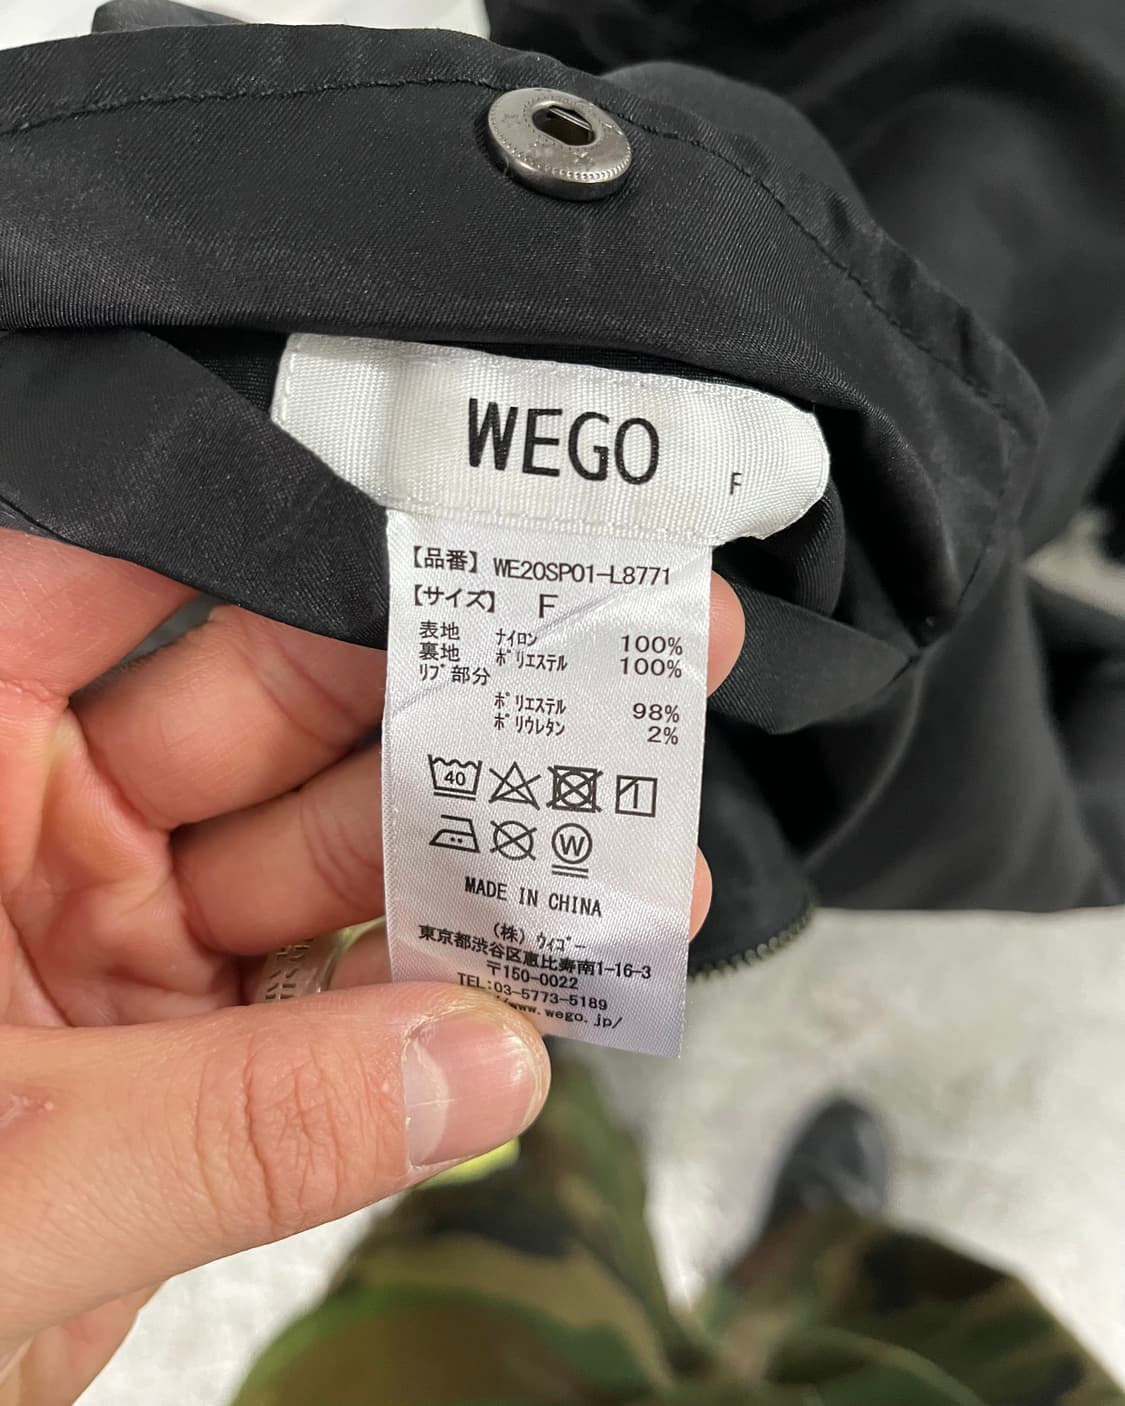 WEGO
F
【品番】 WE20SP01-L8771
【サイズ】 F
表地 ナイロン 100%
裏地 ポリエステル 100%
リブ部分
ポリエステル 98%
ポリウレタン 2%
40
W
MADE IN CHINA
(株) ウィゴー
東京都渋谷区恵比寿南1-16-3
〒150-0022
TEL:03-5773-5189
//www.wego.jp/